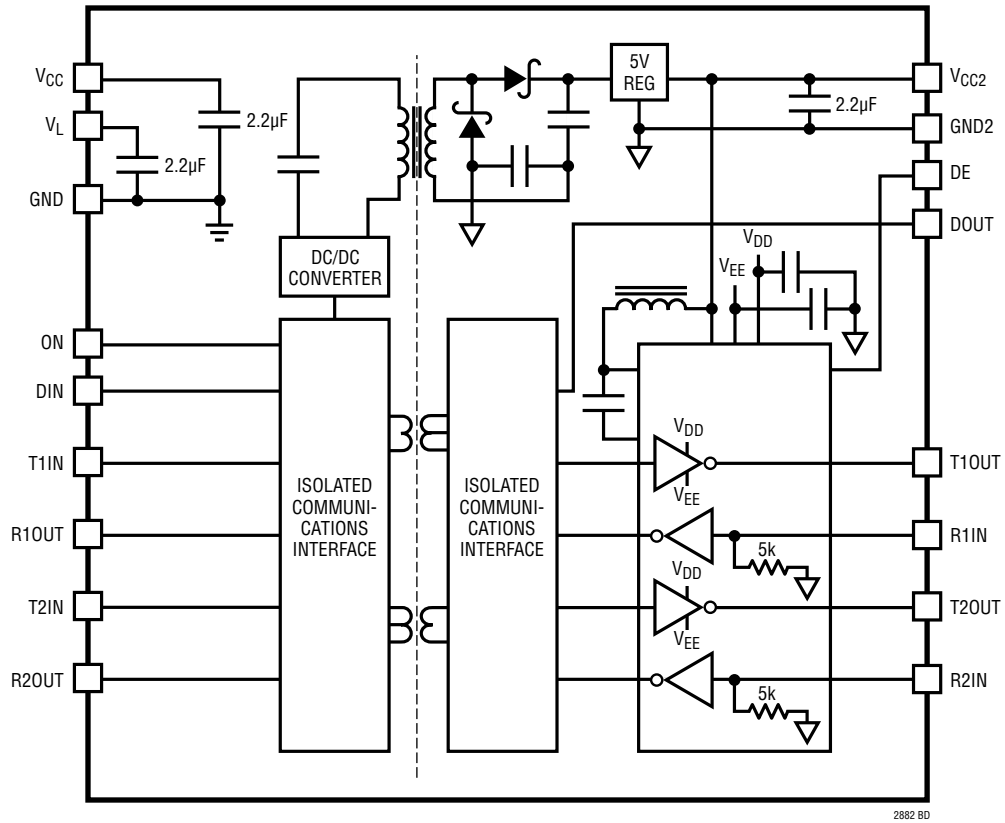 VCC
2.2µF
VL
2.2µF
GND
DC/DC
CONVERTER
5V
REG
VCC2
2.2µF
GND2
DE
DOUT
VDD
VEE
ON
DIN
T1IN
R1OUT
T2IN
R2OUT
ISOLATED
COMMUNI-
CATIONS
INTERFACE
ISOLATED
COMMUNI-
CATIONS
INTERFACE
VDD
VEE
T1OUT
5k
R1IN
VDD
VEE
T2OUT
5k
R2IN
2882 BD